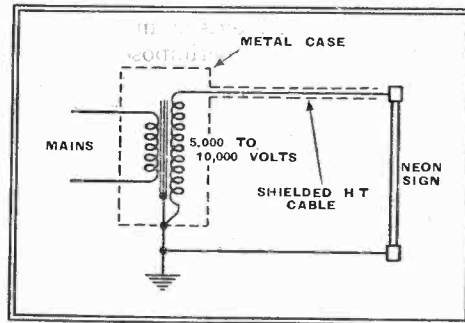 METAL CASE
MAINS
5,000 TO
10,000 VOLTS
SHIELDED H T
CABLE
NEON
SIGN